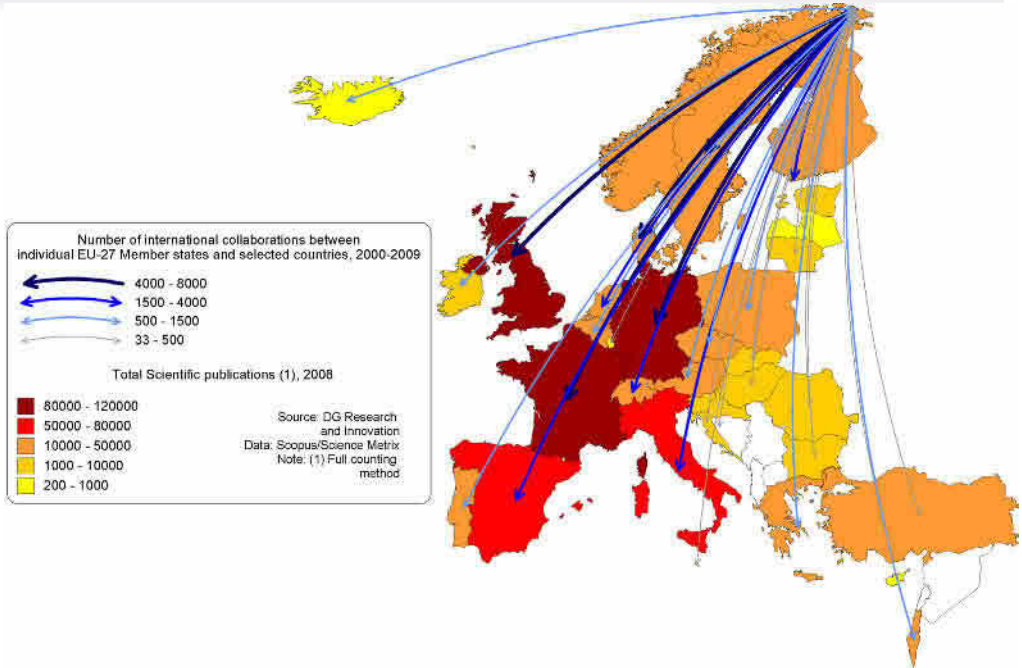 Number of international collaborations between
individual EU-27 Member states and selected countries, 2000-2009
4000 - 8000
1500 - 4000
500 - 1500
33 - 500
Total Scientific publications (1), 2008
80000 - 120000
50000 - 80000
10000 - 50000
1000 - 10000
200 - 1000
Source: DG Research
and Innovation
Data: Scopus/Science Metrix
Note: (1) Full counting
method